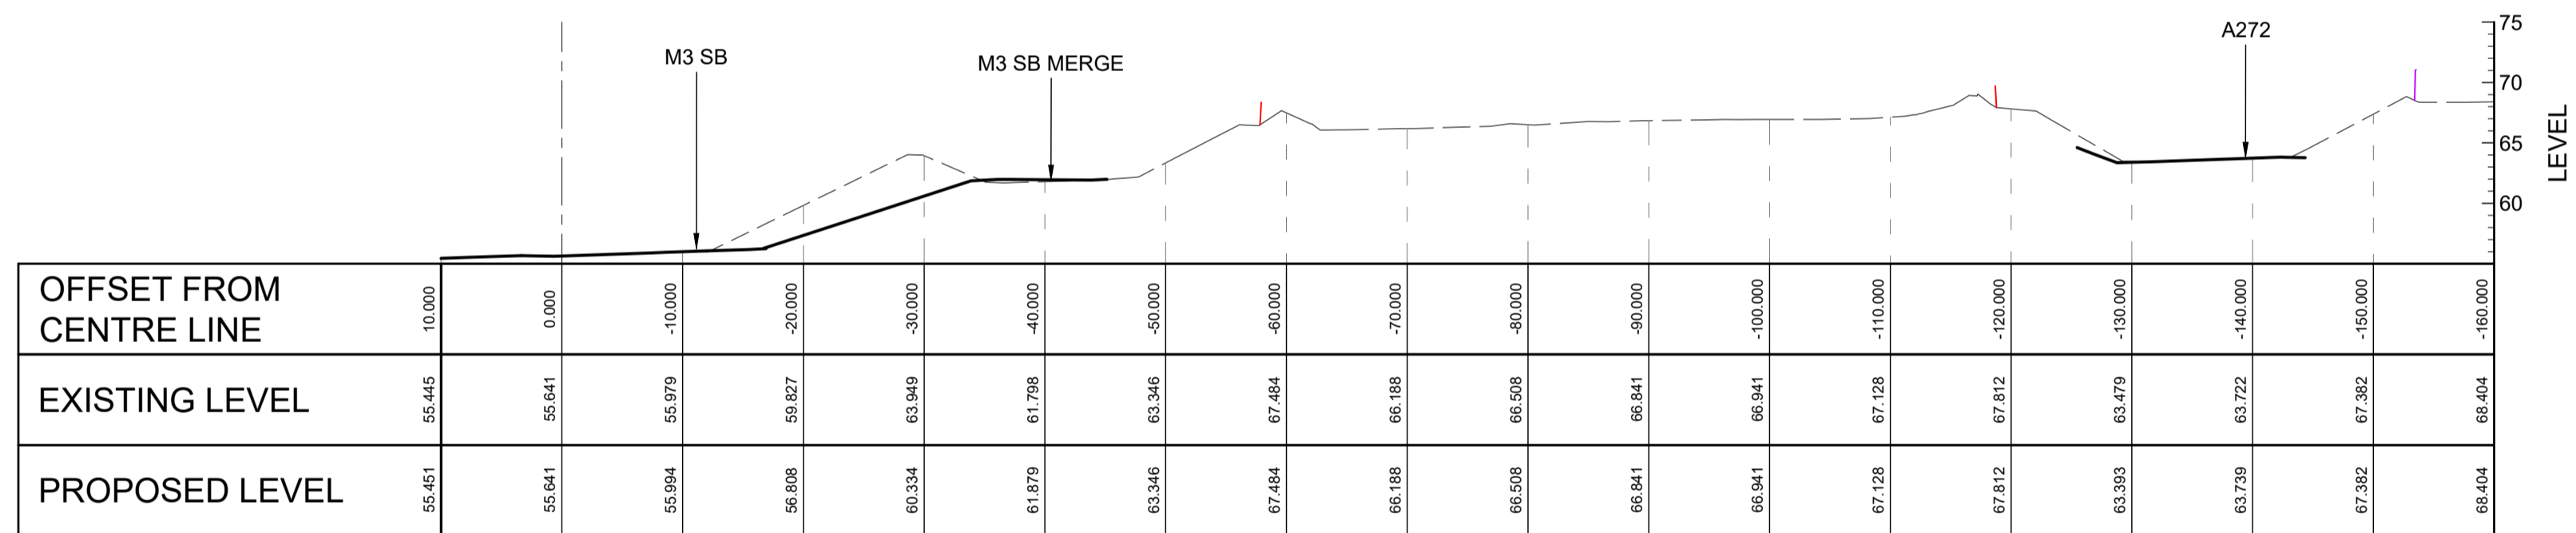 M3 SB
M3 SB MERGE
A272
75
70
65
60
LEVEL
OFFSET FROM
CENTRE LINE
10.000 0.000 -10.000 -20.000 -30.000 -40.000 -50.000 -60.000 -70.000 -80.000 -90.000 -100.000 -110.000 -120.000 -130.000 -140.000 -150.000 -160.000
EXISTING LEVEL
55.445 55.641 55.979 59.827 63.949 61.798 63.346 67.484 66.188 66.508 66.841 66.941 67.128 67.812 63.479 63.722 67.382 68.404
PROPOSED LEVEL
55.451 55.641 55.994 56.808 60.334 61.879 63.346 67.484 66.188 66.508 66.841 66.941 67.128 67.812 63.393 63.739 67.382 68.404